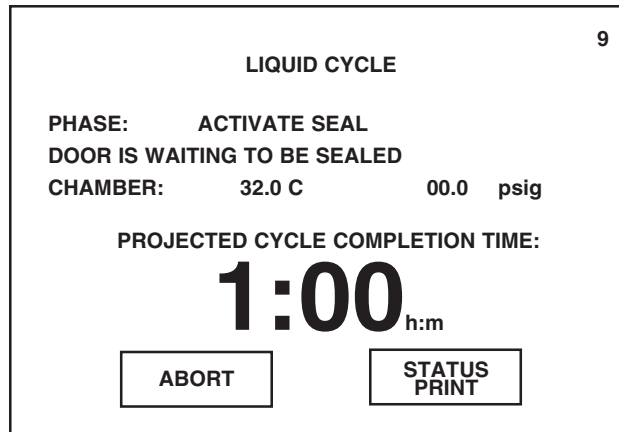 9
LIQUID CYCLE
PHASE: ACTIVATE SEAL
DOOR IS WAITING TO BE SEALED
CHAMBER: 32.0 C 00.0 psig
PROJECTED CYCLE COMPLETION TIME:
1:00 h:m
ABORT
STATUS
PRINT